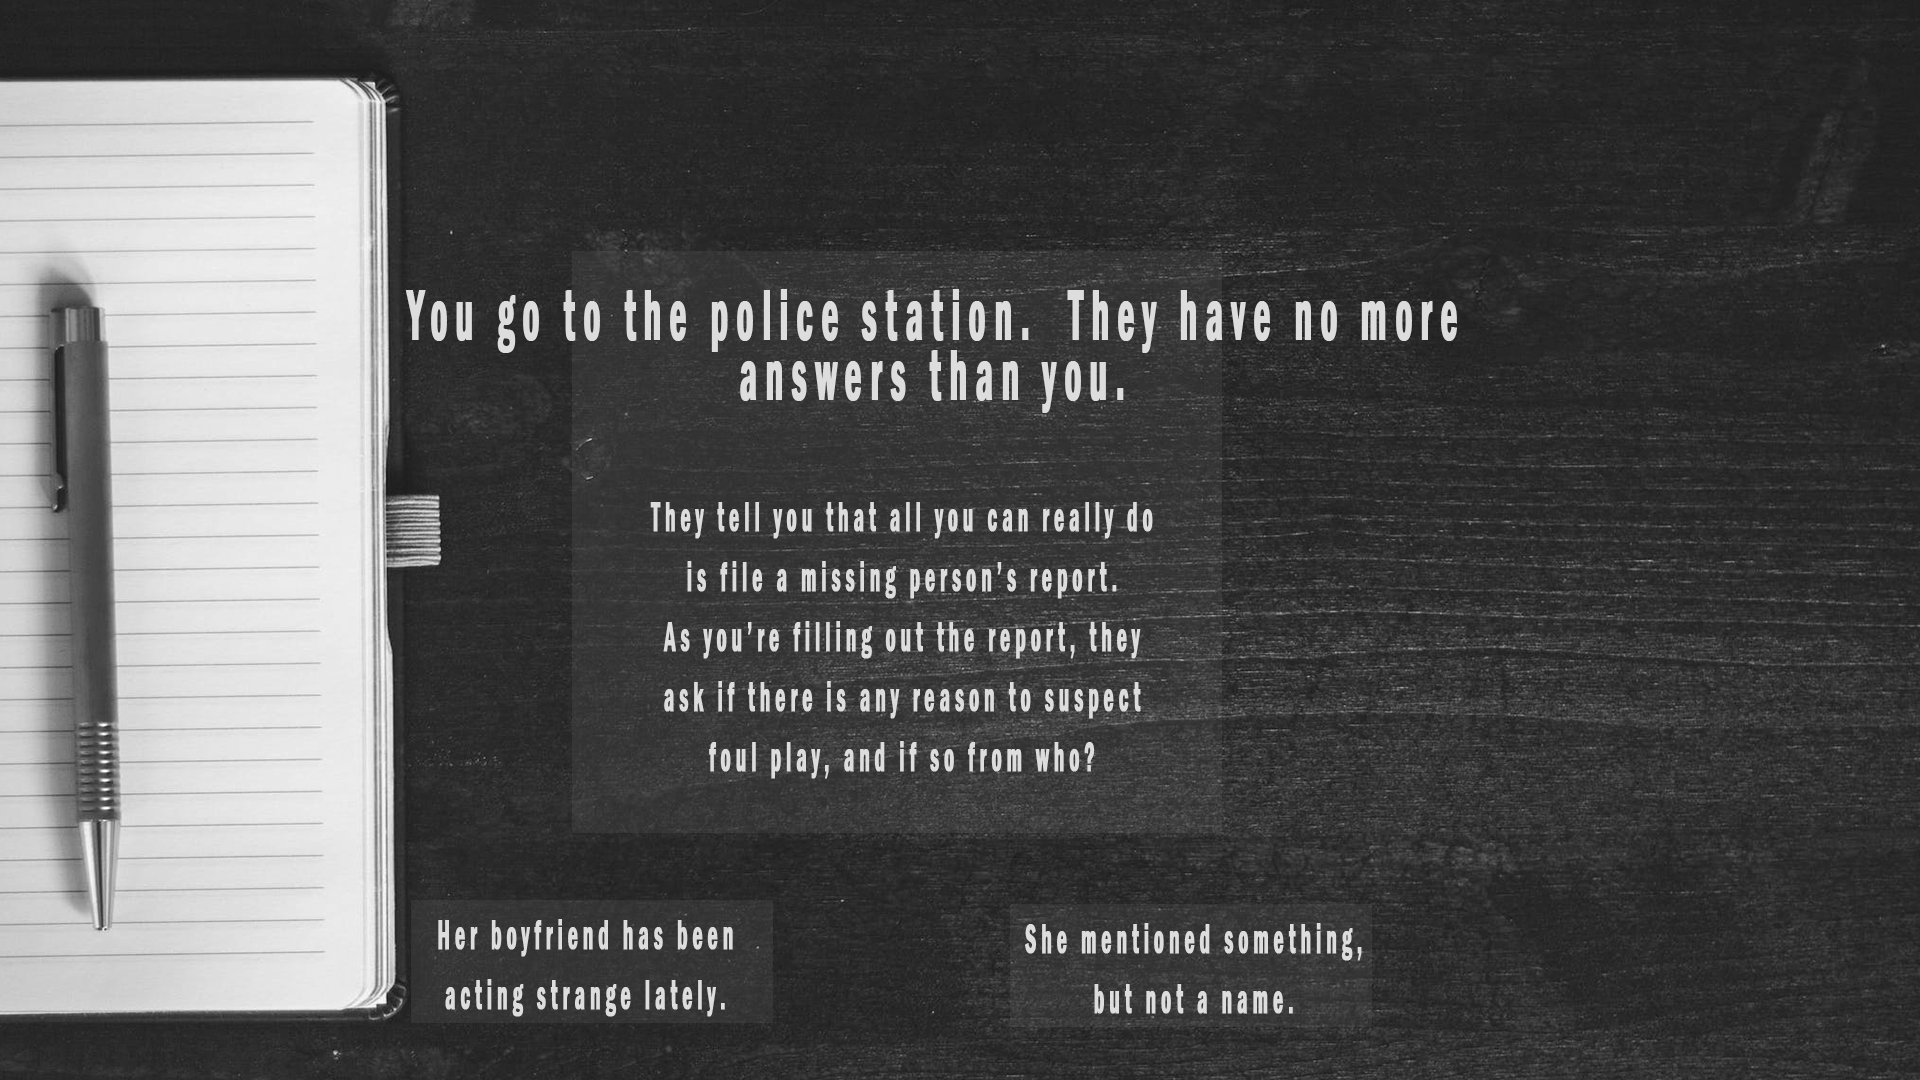 You go to the police station.  They have no more
answers than you.
They tell you that all you can really do
is file a missing person's report.
As you're filling out the report, they
ask if there is any reason to suspect
foul play, and if so from who?
Her boyfriend has been
acting strange lately.
She mentioned something,
but not a name.